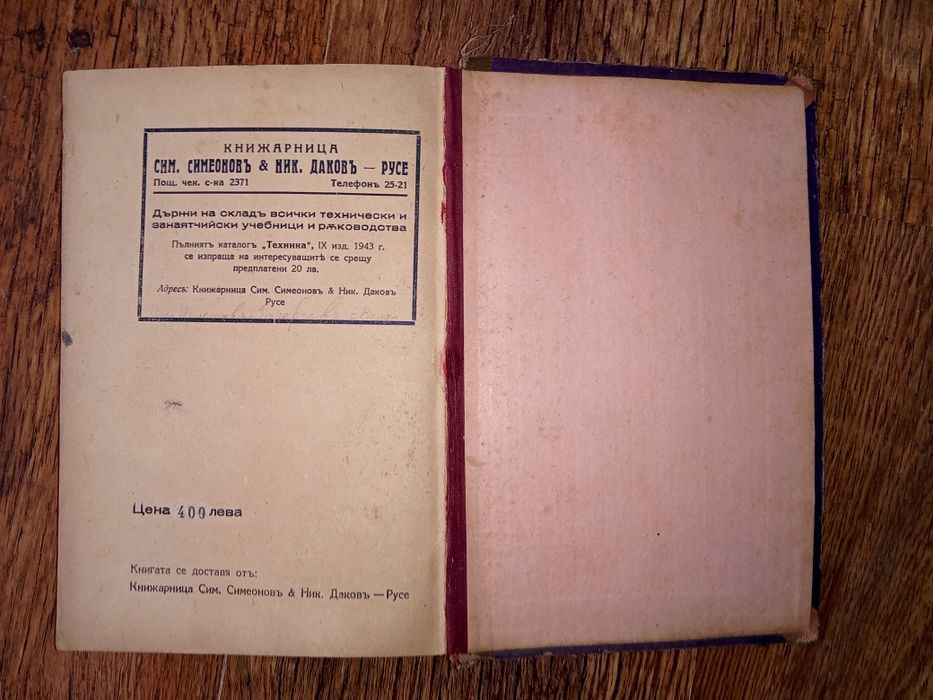 КНИЖАРНИЦА
СИМ. СИМЕОНОВЪ & НИК. ДАКОВЪ — РУСЕ
Пощ. чек. с-ка 2371 Телефонъ 25-21
Държи на складъ всички технически и
занаятчийски учебници и рѫководства
Пълниятъ каталогъ „Техника", IX изд. 1943 г.
се изпраща на интересуващитѣ се срещу
предплатени 20 лв.
Адресъ: Книжарница Сим. Симеоновъ & Ник. Даковъ
Русе
Цена 400 лева
Книгата се доставя отъ:
Книжарница Сим. Симеоновъ & Ник. Даковъ — Русе